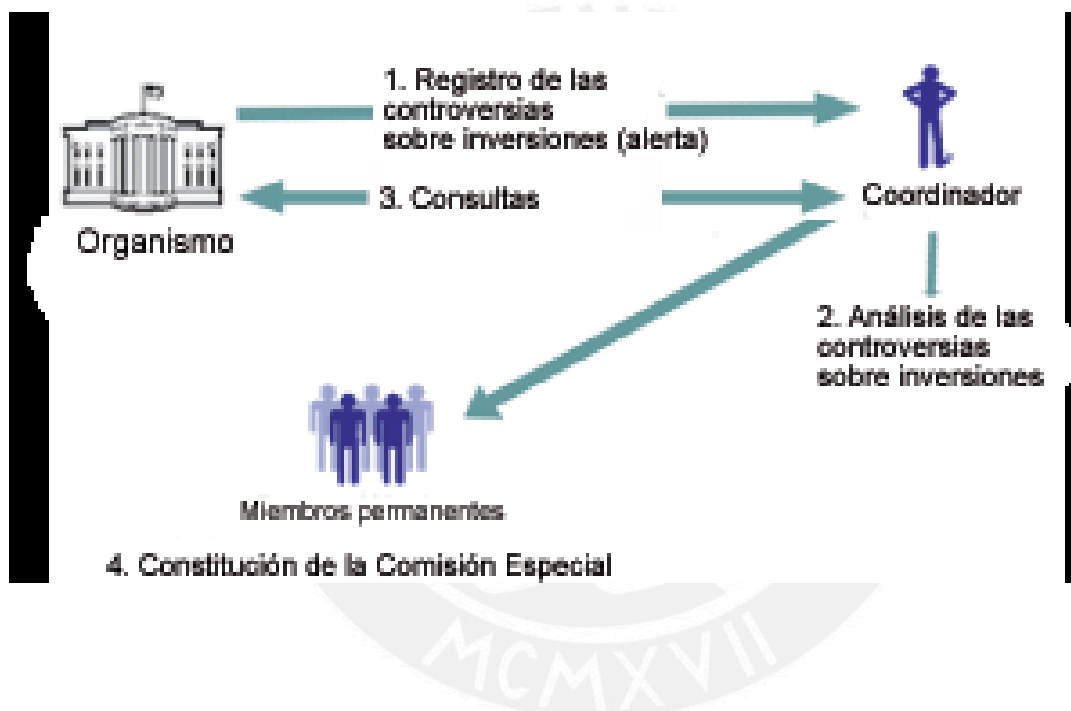 1. Registro de las
controversias
sobre inversiones (alerta)
3. Consultas
Organismo
Coordinador
2. Análisis de las
controversias
sobre inversiones
Miembros permanentes
4. Constitución de la Comisión Especial
MCMXVII